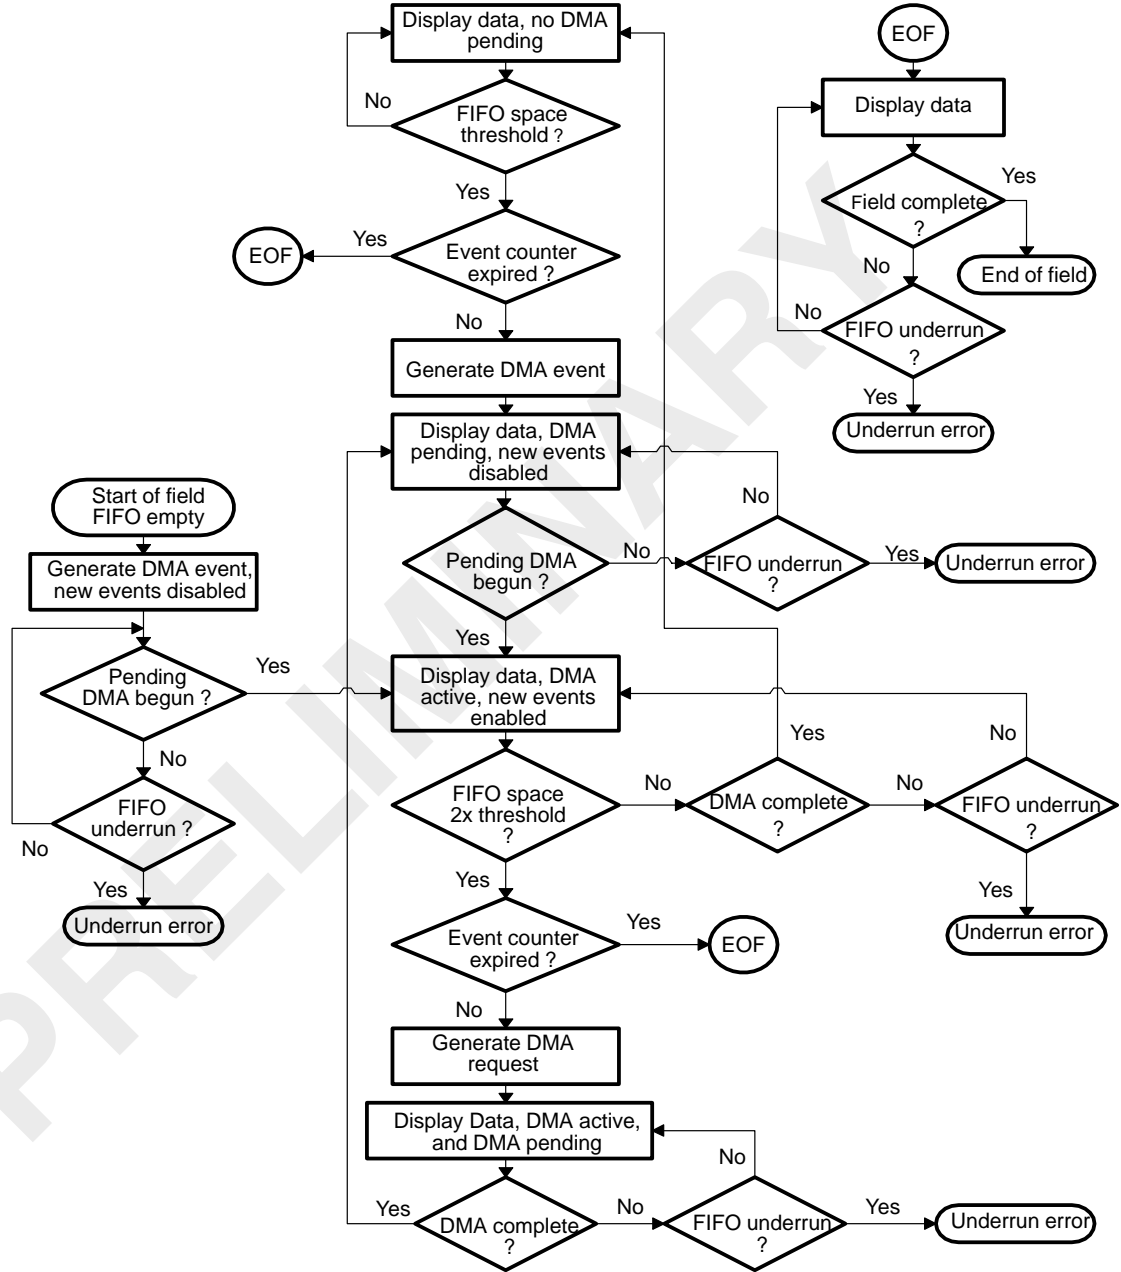 Display data, no DMA
pending
No
FIFO space
threshold ?
Yes
Event counter
expired ?
Yes
EOF
No
Generate DMA event
Display data, DMA
pending, new events
disabled
Pending DMA
begun ?
No
FIFO underrun
?
No
Yes
Underrun error
Yes
Display data, DMA
active, new events
enabled
FIFO space
2x threshold
?
No
DMA complete
?
Yes
No
FIFO underrun
?
No
Yes
Underrun error
Yes
Event counter
expired ?
Yes
EOF
No
Generate DMA
request
Display Data, DMA active,
and DMA pending
DMA complete
?
Yes
No
FIFO underrun
?
No
Yes
Underrun error
Start of field
FIFO empty
Generate DMA event,
new events disabled
Pending
DMA begun ?
Yes
No
FIFO
underrun ?
No
Yes
Underrun error
EOF
Display data
Field complete
?
Yes
End of field
No
FIFO underrun
?
No
Yes
Underrun error
PRELIMINARY